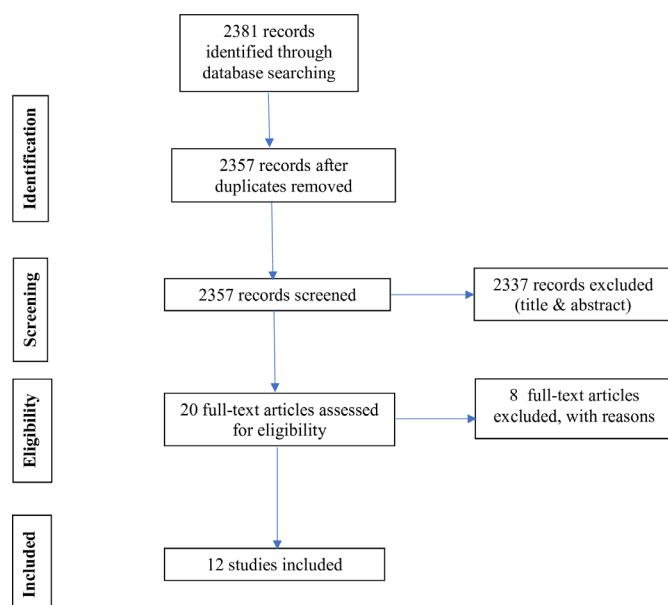 2381 records
identified through
database searching
Identification
2357 records after
duplicates removed
Screening
2357 records screened
2337 records excluded
(title & abstract)
Eligibility
20 full-text articles assessed
for eligibility
8 full-text articles
excluded, with reasons
Included
12 studies included